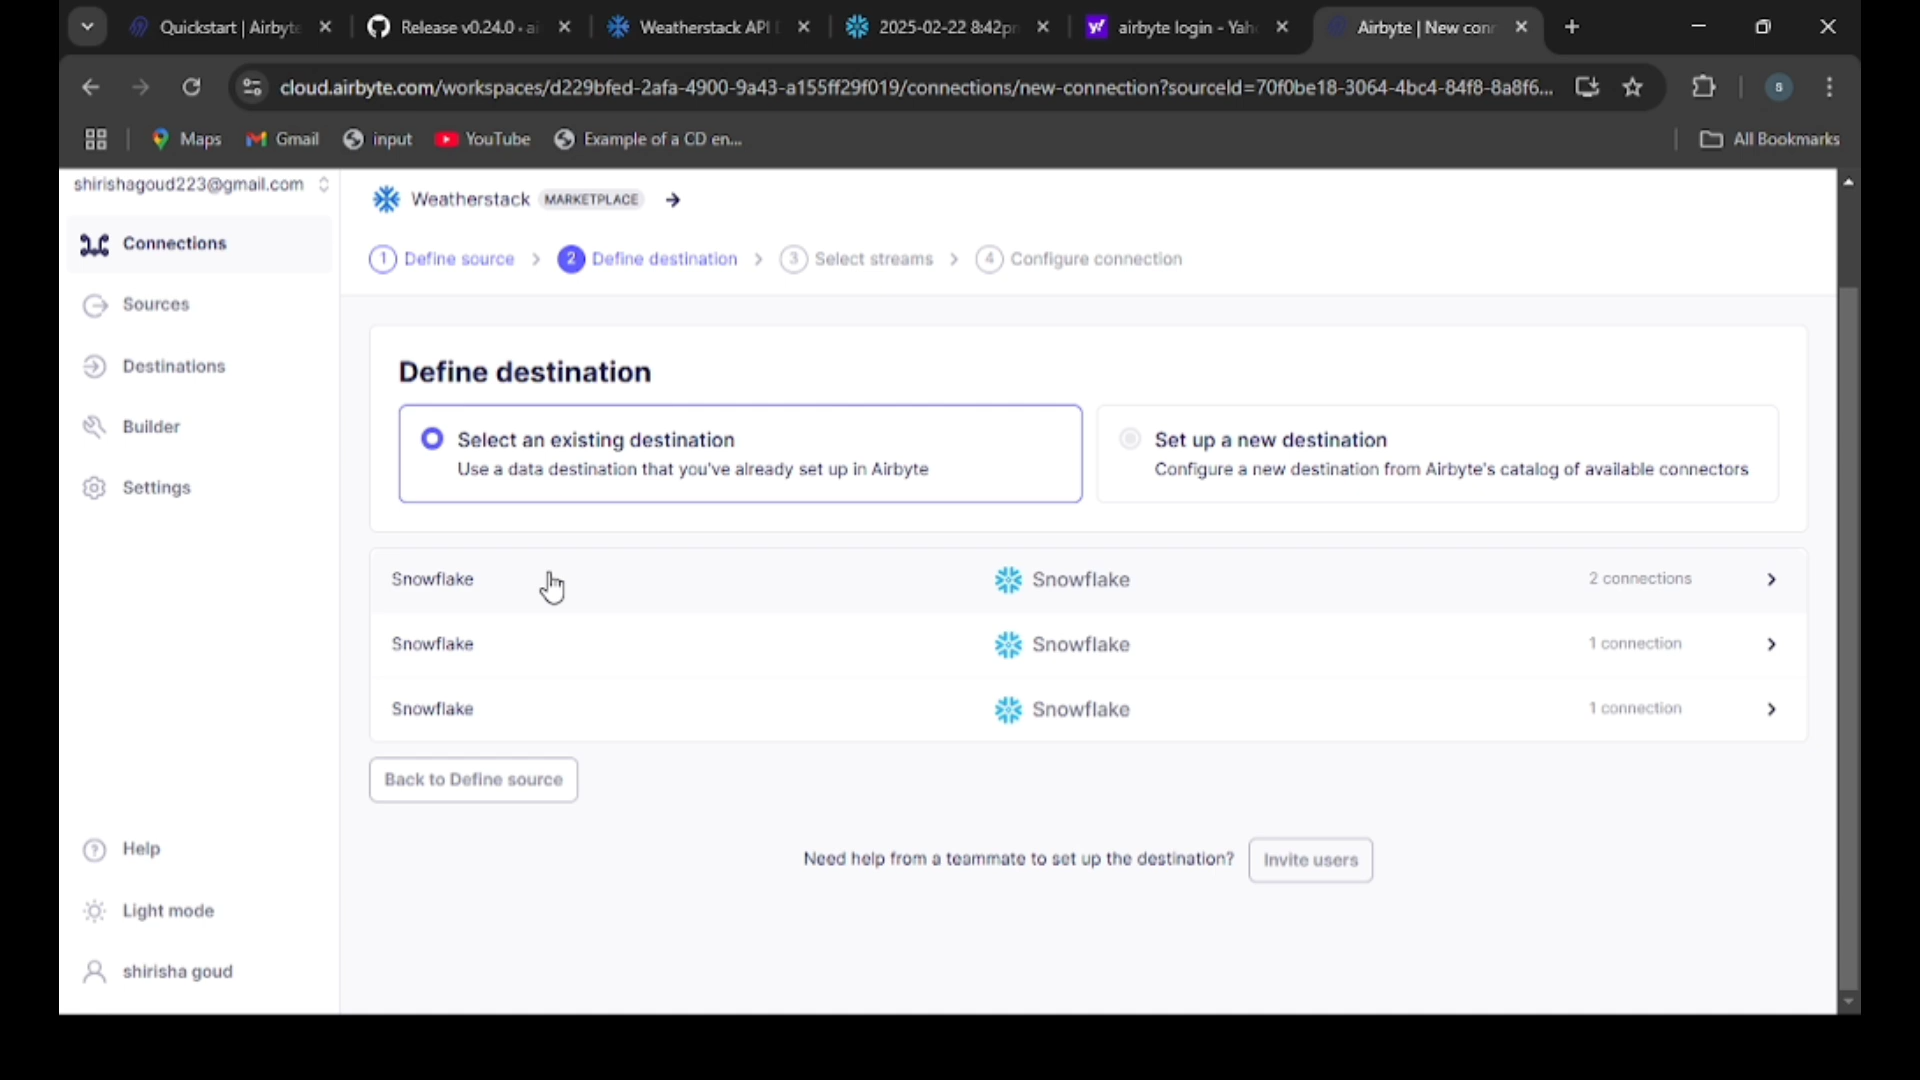 Quickstart | Airbyte
Release v0.24.0 · ai
Weatherstack API
2025-02-22 8:42pm
airbyte login - Yah
Airbyte | New conn
cloud.airbyte.com/workspaces/d229bfed-2afa-4900-9a43-a155ff29f019/connections/new-connection?sourceId=70f0be18-3064-4bc4-84f8-8a8f6...
s
Maps
Gmail
input
YouTube
Example of a CD en...
All Bookmarks
shirishagoud223@gmail.com
Connections
Sources
Destinations
Builder
Settings
Help
Light mode
shirisha goud
Weatherstack MARKETPLACE
1 Define source
2 Define destination
3 Select streams
4 Configure connection
Define destination
Select an existing destination
Use a data destination that you've already set up in Airbyte
Set up a new destination
Configure a new destination from Airbyte's catalog of available connectors
Snowflake Snowflake 2 connections
Snowflake Snowflake 1 connection
Snowflake Snowflake 1 connection
Back to Define source
Need help from a teammate to set up the destination? Invite users